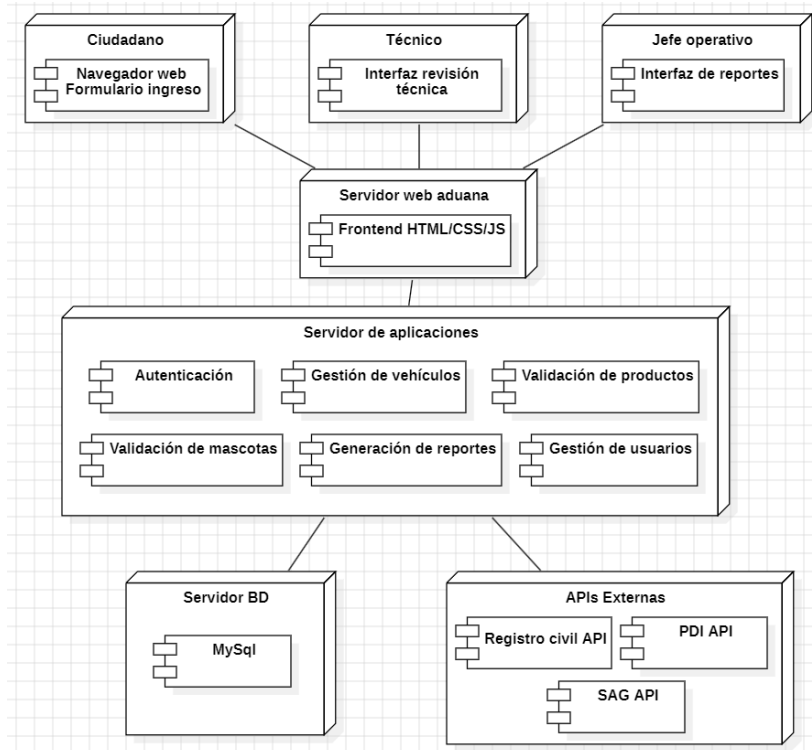 Ciudadano
Navegador web
Formulario ingreso
Técnico
Interfaz revisión
técnica
Jefe operativo
Interfaz de reportes
Servidor web aduana
Frontend HTML/CSS/JS
Servidor de aplicaciones
Autenticación
Gestión de vehículos
Validación de productos
Validación de mascotas
Generación de reportes
Gestión de usuarios
Servidor BD
MySql
APIs Externas
Registro civil API
PDI API
SAG API